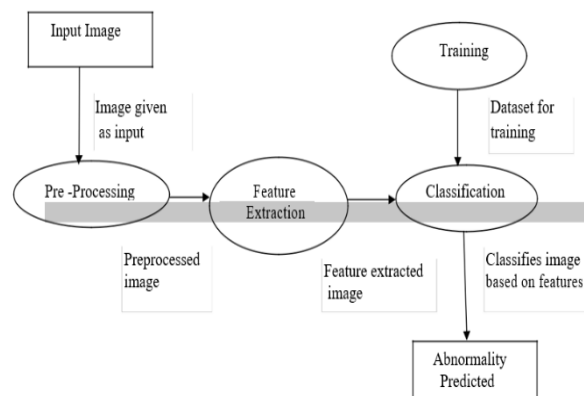 Input Image
Training
Image given
as input
Dataset for
training
Pre -Processing
Feature
Extraction
Classification
Preprocessed
image
Feature extracted
image
Classifies image
based on features
Abnormality
Predicted